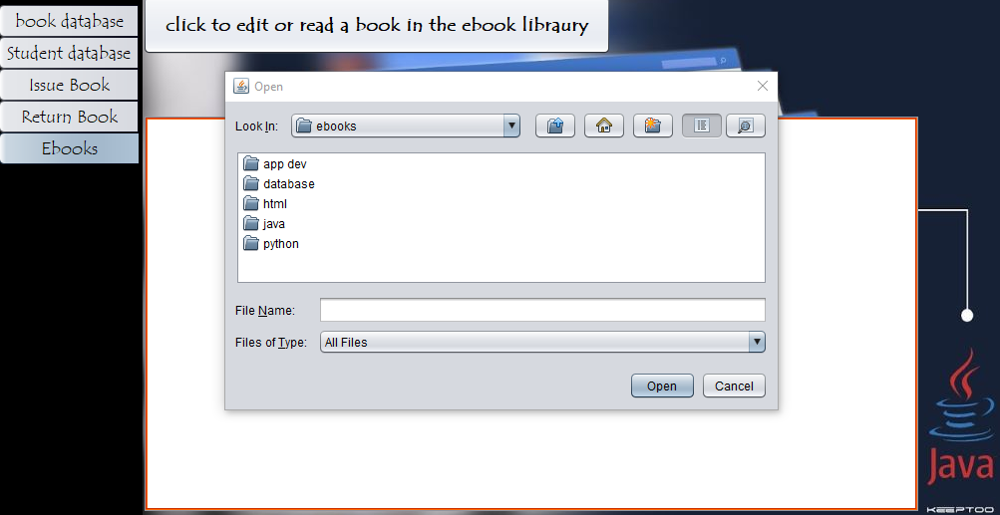 book database
Student database
Issue Book
Return Book
Ebooks
click to edit or read a book in the ebook libraury
Open
Look In:
ebooks
app dev
database
html
java
python
File Name:
Files of Type:
All Files
Open
Cancel
Java
KEEPTOO